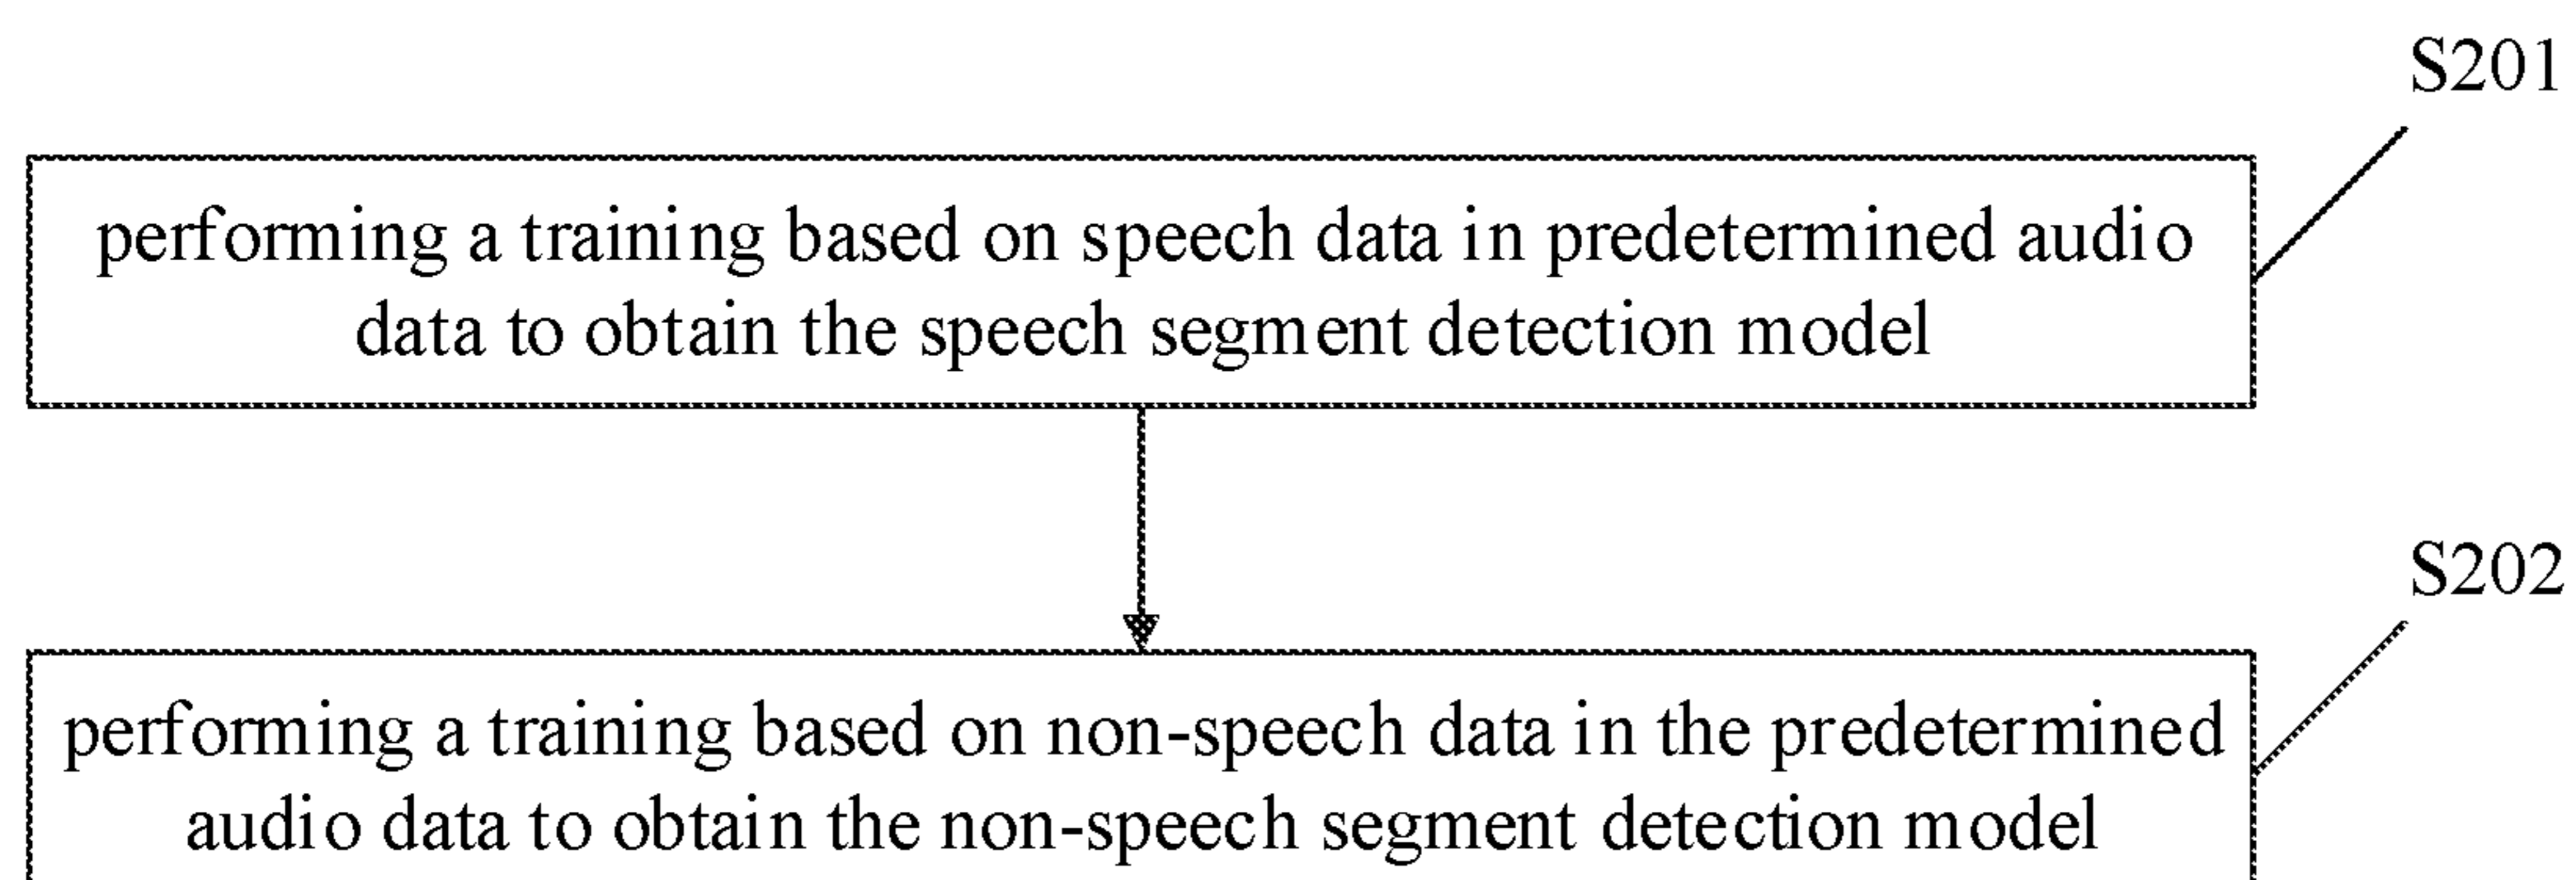 S201
performing a training based on speech data in predetermined audio
data to obtain the speech segment detection model
S202
performing a training based on non-speech data in the predetermined
audio data to obtain the non-speech segment detection model